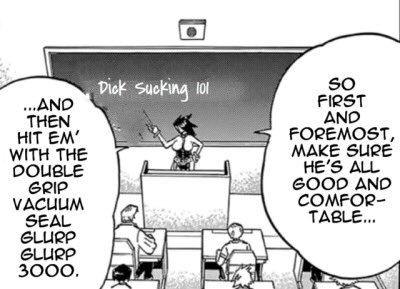 Dick Sucking 101
SO
FIRST
AND
FOREMOST,
MAKE SURE
HE'S ALL
GOOD AND
COMFOR-
TABLE...
...AND
THEN
HIT EM'
WITH THE
DOUBLE
GRIP
VACUUM
SEAL
GLURP
GLURP
3000.